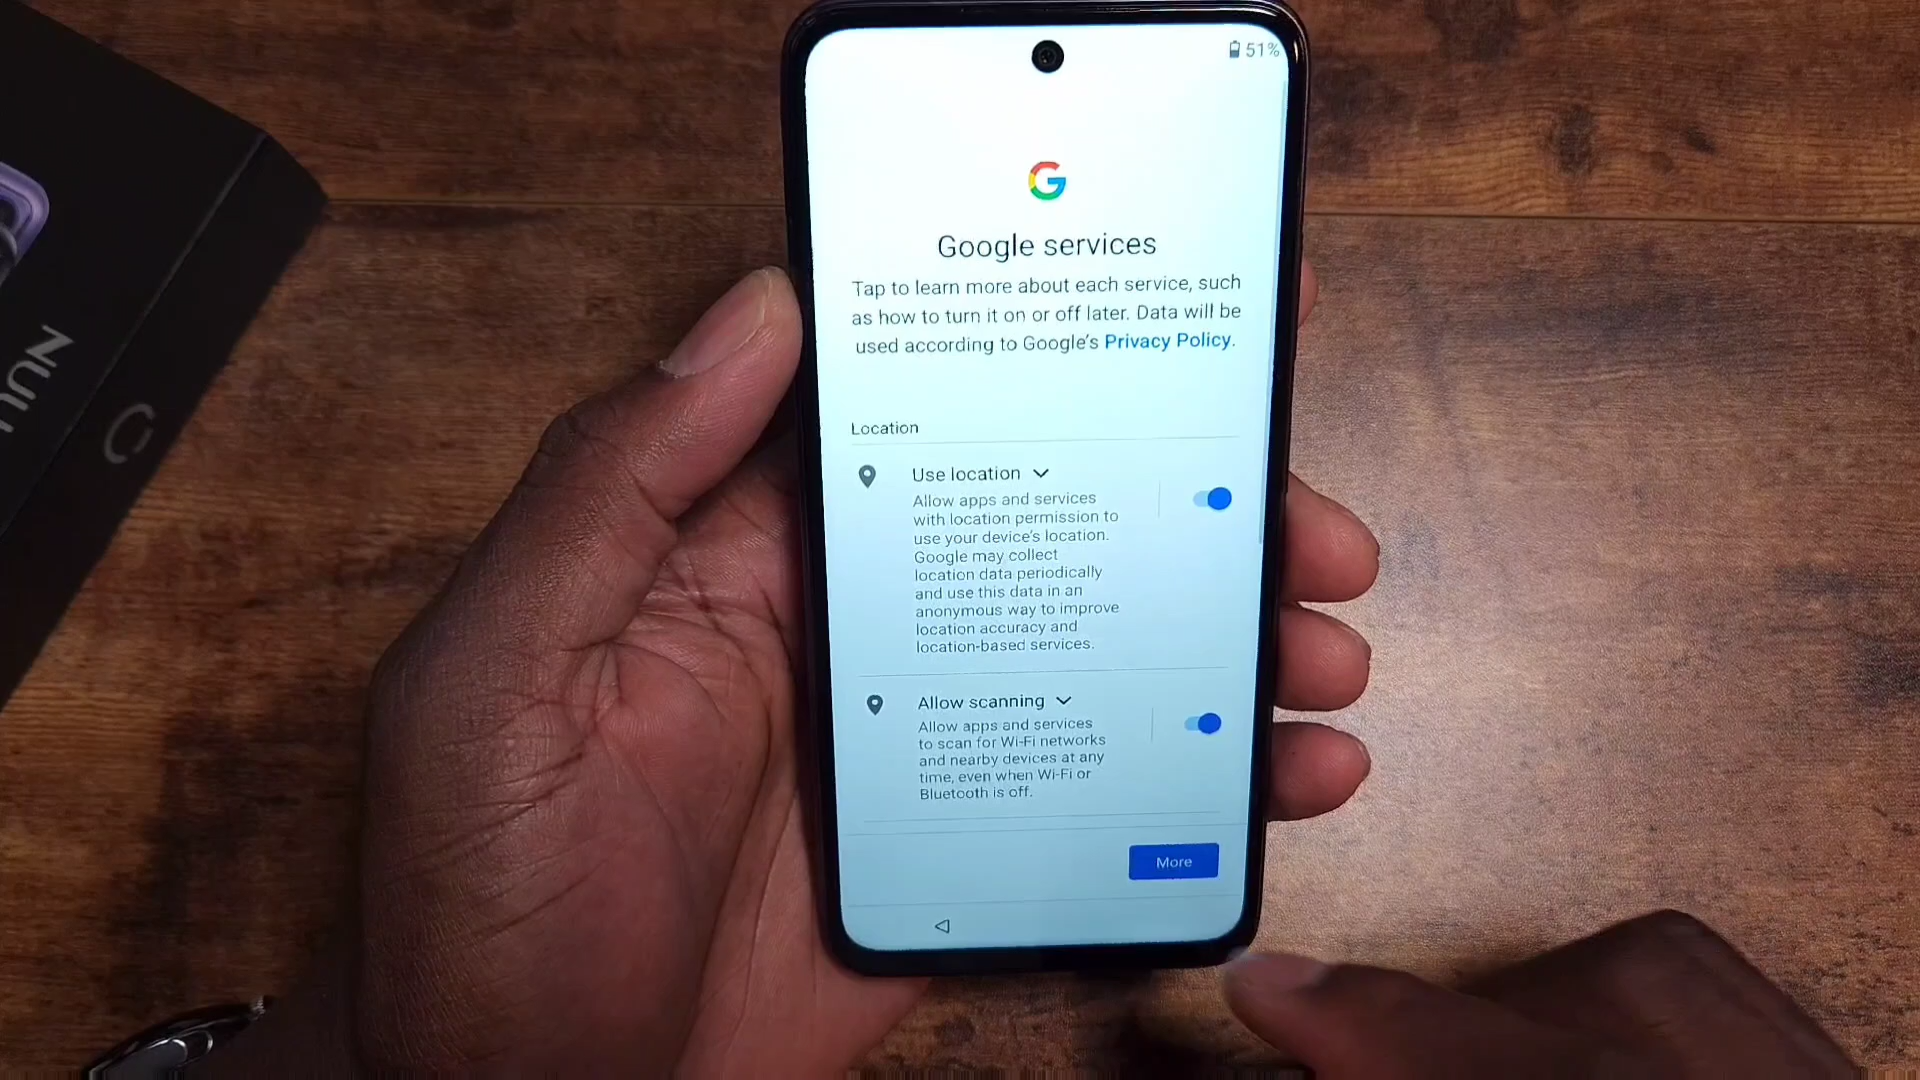 51%
Google services
Tap to learn more about each service, such
as how to turn it on or off later. Data will be
used according to Google's Privacy Policy.
Location
Use location
Allow apps and services
with location permission to
use your device's location.
Google may collect
location data periodically
and use this data in an
anonymous way to improve
location accuracy and
location-based services.
Allow scanning
Allow apps and services
to scan for Wi-Fi networks
and nearby devices at any
time, even when Wi-Fi or
Bluetooth is off.
More